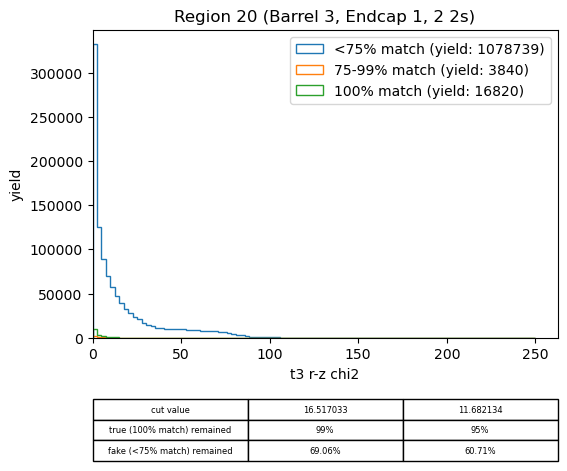 Region 20 (Barrel 3, Endcap 1, 2 2s)
<75% match (yield: 1078739)
75-99% match (yield: 3840)
100% match (yield: 16820)
yield
300000
250000
200000
150000
100000
50000
0
0 50 100 150 200 250
t3 r-z chi2
cut value 16.517033 11.682134
true (100% match) remained 99% 95%
fake (<75% match) remained 69.06% 60.71%